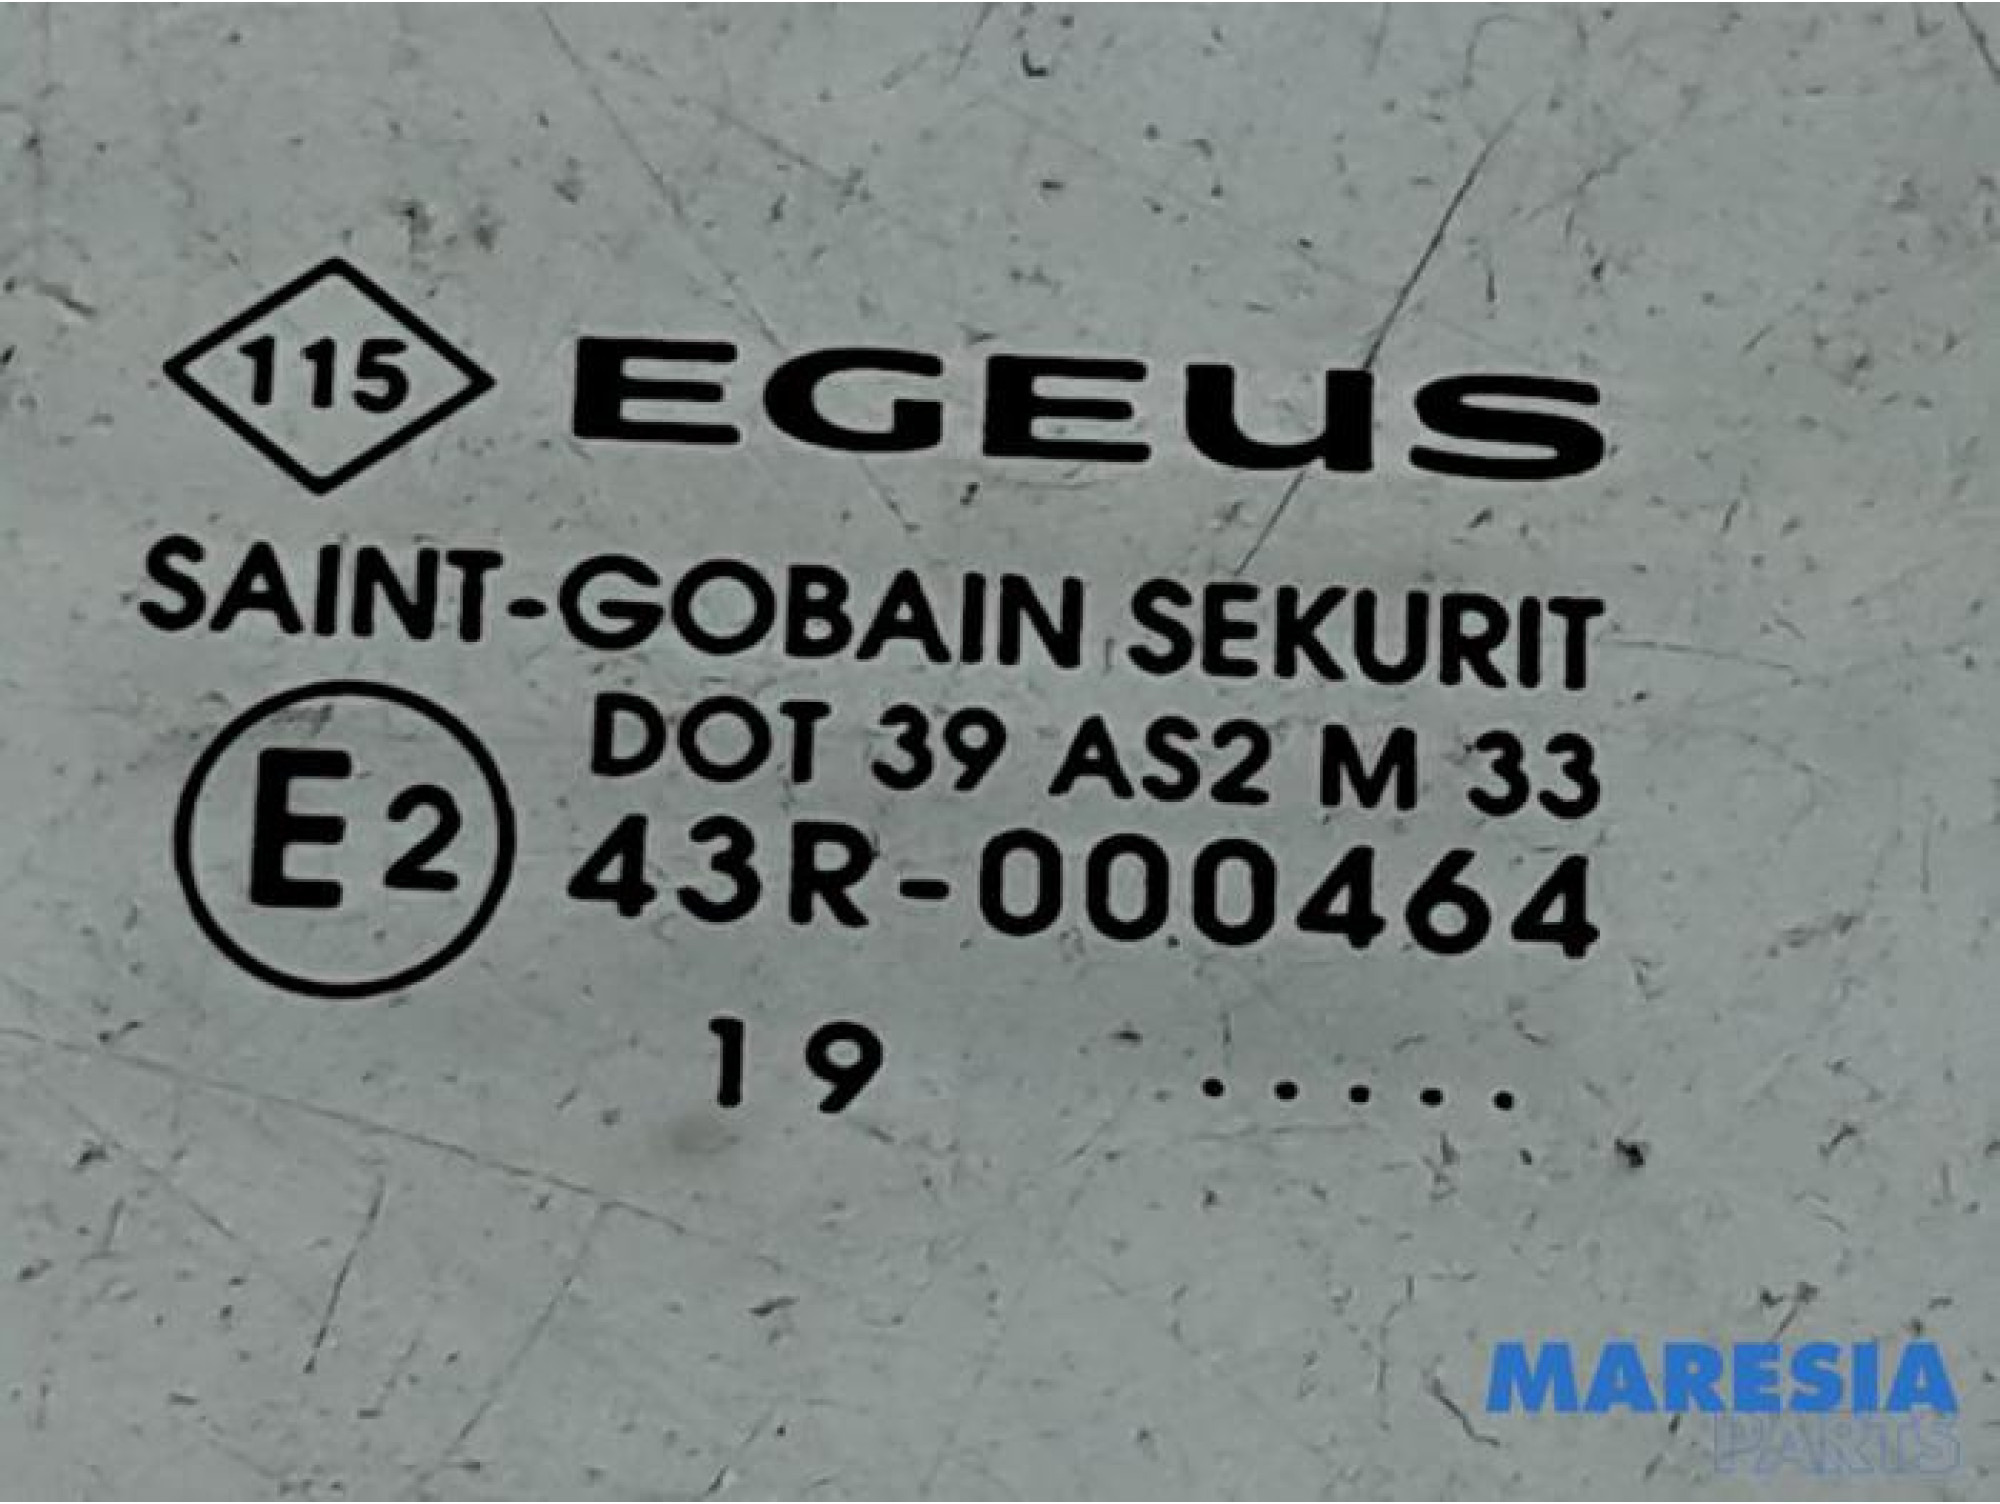 115 EGEUS
SAINT-GOBAIN SEKURIT
DOT 39 AS2 M 33
E2 43R-000464
19 .....
MARESIA
PARTS